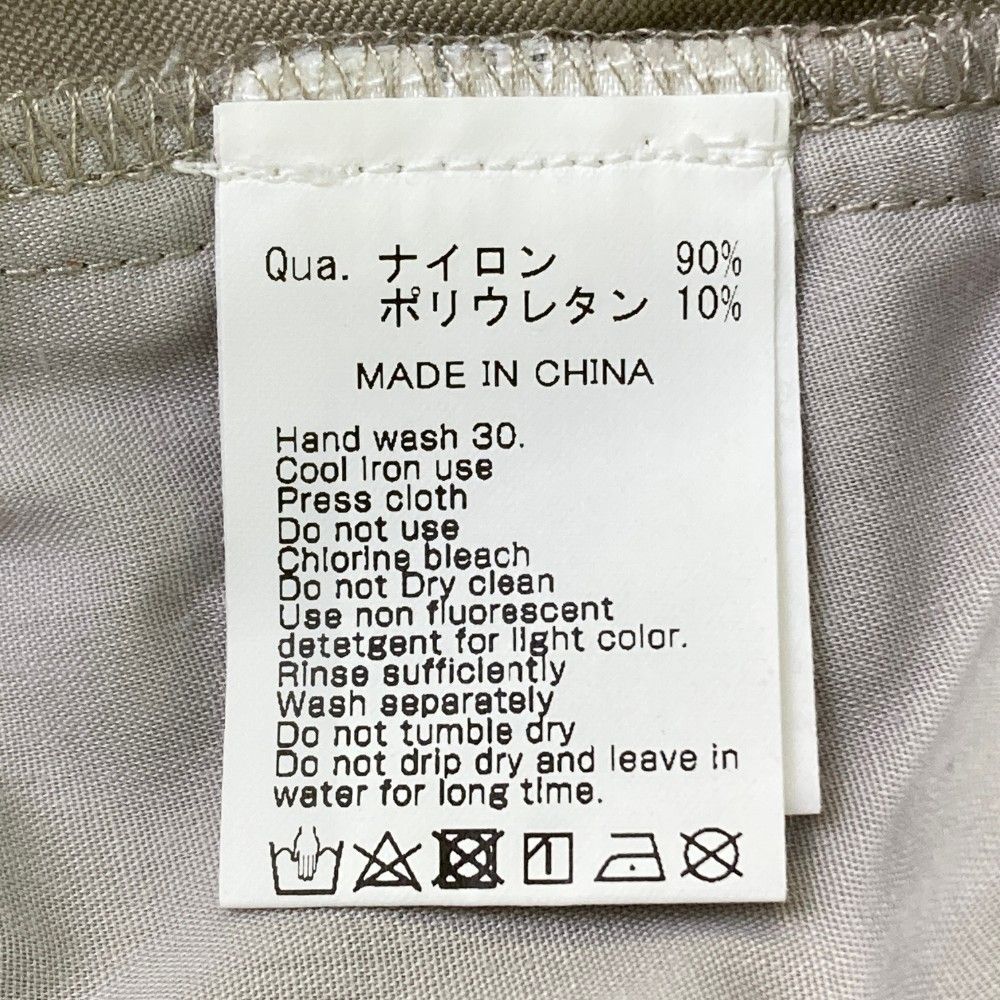 Qua. ナイロン 90%
ポリウレタン 10%
MADE IN CHINA
Hand wash 30.
Cool Iron use
Press cloth
Do not use
Chlorine bleach
Do not Dry clean
Use non fluorescent
detetgent for light color.
Rinse sufficiently
Wash separately
Do not tumble dry
Do not drip dry and leave in
water for long time.